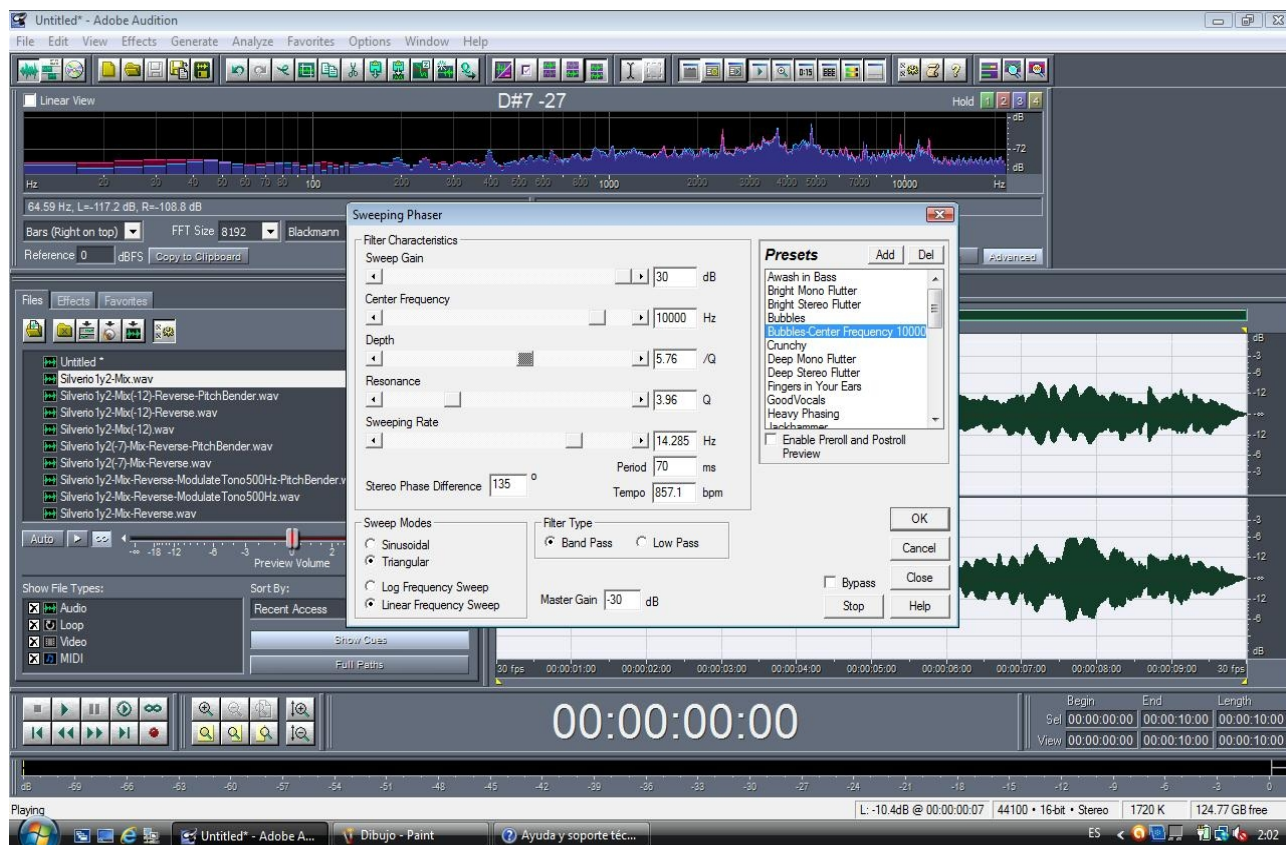 Untitled* - Adobe Audition
File Edit View Effects Generate Analyze Favorites Options Window Help
Linear View
D#7 -27
Hold 1 2 3 4
dB
-72
dB
Hz 20 30 40 50 60 70 80 100 200 300 400 500 600 800 1000 2000 3000 4000 5000 7000 10000 Hz
64.59 Hz, L=-117.2 dB, R=-108.8 dB
Bars (Right on top) FFT Size 8192 Blackmann
Reference 0 dBFS Copy to Clipboard
Advanced
Files Effects Favorites
Untitled *
Silverio1y2-Mix.wav
Silverio1y2-Mix(-12)-Reverse-PitchBender.wav
Silverio1y2-Mix(-12)-Reverse.wav
Silverio1y2-Mix(-12).wav
Silverio1y2(-7)-Mix-Reverse-PitchBender.wav
Silverio1y2(-7)-Mix-Reverse.wav
Silverio1y2-Mix-Reverse-ModulateTono500Hz-PitchBender.v
Silverio1y2-Mix-Reverse-ModulateTono500Hz.wav
Silverio1y2-Mix-Reverse.wav
Auto
-∞ -18 -12 -6 -3 0 2
Preview Volume
Show File Types:
Sort By:
Audio
Recent Access
Loop
Video
Show Cues
MIDI
Full Paths
Sweeping Phaser
Filter Characteristics
Sweep Gain
30 dB
Center Frequency
10000 Hz
Depth
5.76 /Q
Resonance
3.96 Q
Sweeping Rate
14.285 Hz
Period 70 ms
Stereo Phase Difference 135 º
Tempo 857.1 bpm
Sweep Modes
Sinusoidal
Triangular
Log Frequency Sweep
Linear Frequency Sweep
Filter Type
Band Pass Low Pass
Master Gain -30 dB
Presets Add Del
Awash in Bass
Bright Mono Flutter
Bright Stereo Flutter
Bubbles
Bubbles-Center Frequency 10000
Crunchy
Deep Mono Flutter
Deep Stereo Flutter
Fingers in Your Ears
GoodVocals
Heavy Phasing
Jackhammer
Enable Preroll and Postroll
Preview
OK
Cancel
Bypass Close
Stop Help
dB
-3
-6
-12
-∞
-12
-6
-3
-3
-6
-12
-∞
-12
-6
dB
30 fps 00:00:01:00 00:00:02:00 00:00:03:00 00:00:04:00 00:00:05:00 00:00:06:00 00:00:07:00 00:00:08:00 00:00:09:00 30 fps
00:00:00:00
Begin End Length
Sel 00:00:00:00 00:00:10:00 00:00:10:00
View 00:00:00:00 00:00:10:00 00:00:10:00
dB -69 -66 -63 -60 -57 -54 -51 -48 -45 -42 -39 -36 -33 -30 -27 -24 -21 -18 -15 -12 -9 -6 -3 0
Playing
L: -10.4dB @ 00:00:00:07 44100 • 16-bit • Stereo 1720 K 124.77 GB free
Untitled* - Adobe A... Dibujo - Paint Ayuda y soporte téc... ES 2:02